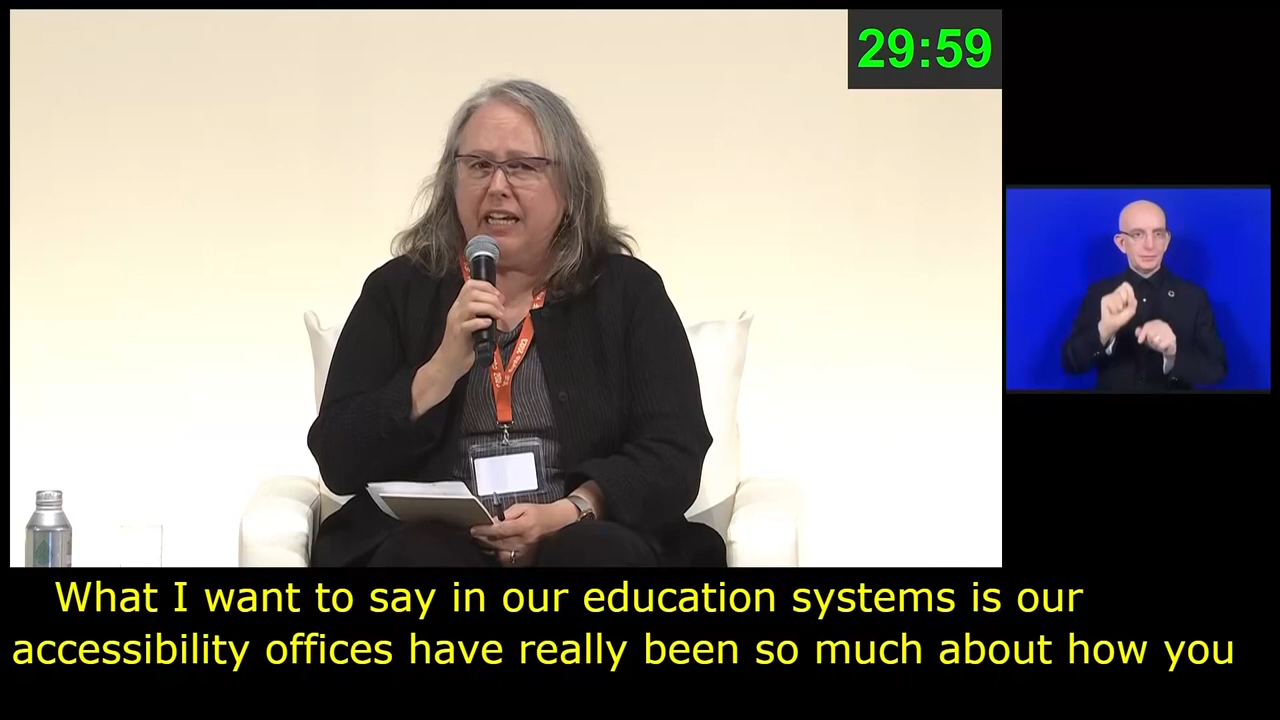 29:59
What I want to say in our education systems is our
accessibility offices have really been so much about how you